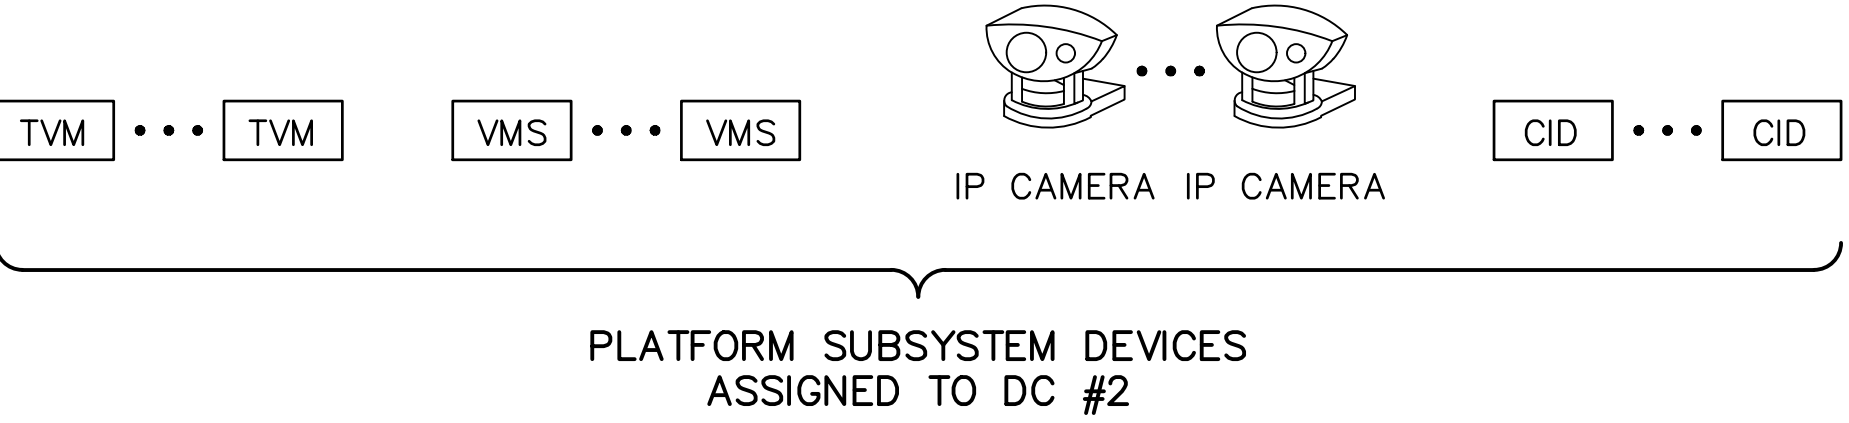 TVM ••• TVM VMS ••• VMS ••• CID ••• CID
IP CAMERA IP CAMERA
PLATFORM SUBSYSTEM DEVICES
ASSIGNED TO DC #2